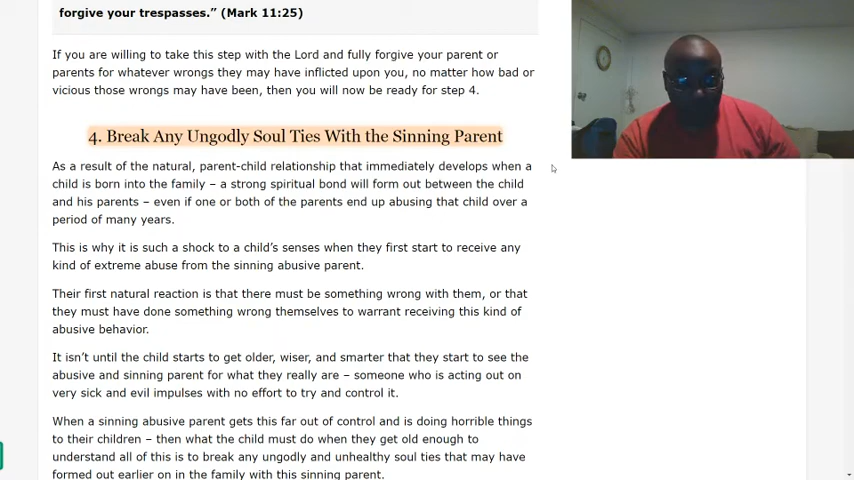 forgive your trespasses.” (Mark 11:25)
If you are willing to take this step with the Lord and fully forgive your parent or
parents for whatever wrongs they may have inflicted upon you, no matter how bad or
vicious those wrongs may have been, then you will now be ready for step 4.
4. Break Any Ungodly Soul Ties With the Sinning Parent
As a result of the natural, parent-child relationship that immediately develops when a
child is born into the family – a strong spiritual bond will form out between the child
and his parents – even if one or both of the parents end up abusing that child over a
period of many years.
This is why it is such a shock to a child’s senses when they first start to receive any
kind of extreme abuse from the sinning abusive parent.
Their first natural reaction is that there must be something wrong with them, or that
they must have done something wrong themselves to warrant receiving this kind of
abusive behavior.
It isn’t until the child starts to get older, wiser, and smarter that they start to see the
abusive and sinning parent for what they really are – someone who is acting out on
very sick and evil impulses with no effort to try and control it.
When a sinning abusive parent gets this far out of control and is doing horrible things
to their children – then what the child must do when they get old enough to
understand all of this is to break any ungodly and unhealthy soul ties that may have
formed out earlier on in the family with this sinning parent.